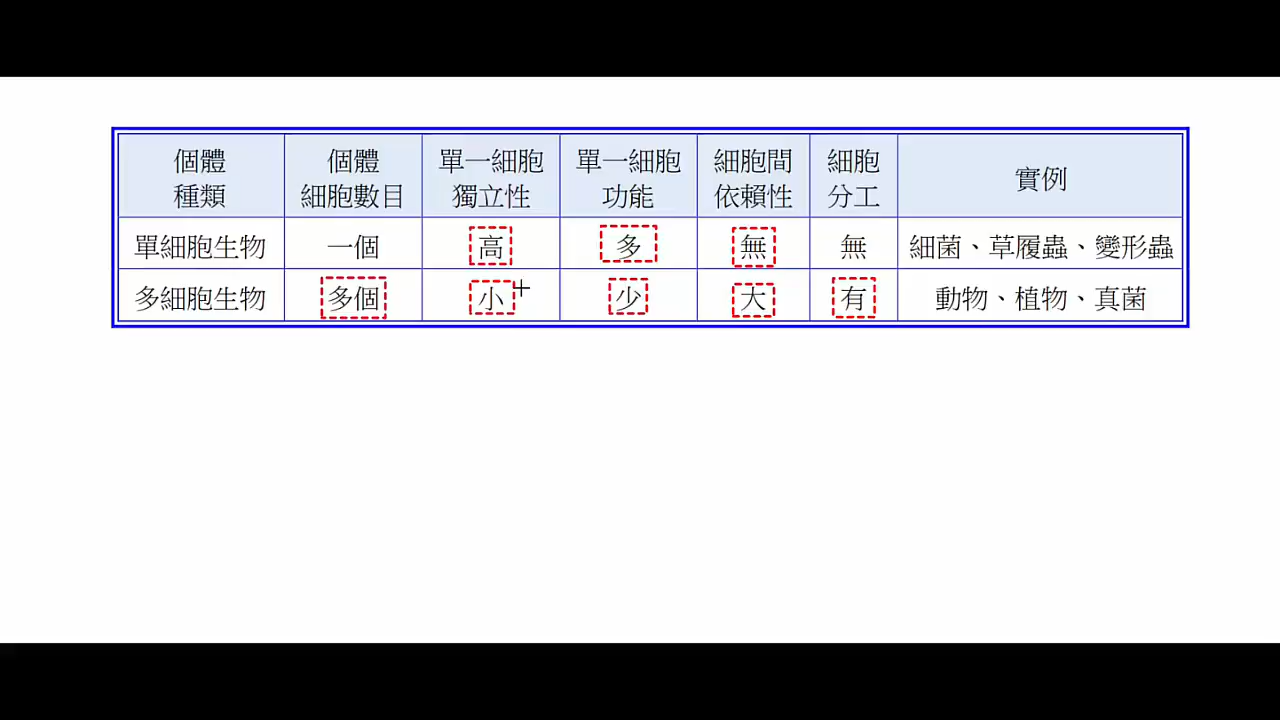 個體種類 個體細胞數目 單一細胞獨立性 單一細胞功能 細胞間依賴性 細胞分工 實例
單細胞生物 一個 高 多 無 無 細菌、草履蟲、變形蟲
多細胞生物 多個 小 少 大 有 動物、植物、真菌